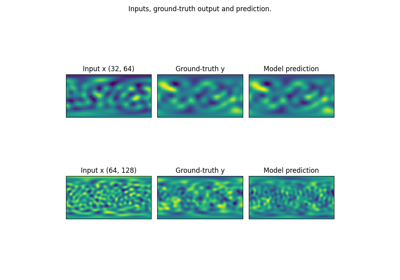 Inputs, ground-truth output and prediction.
Input x (32, 64) Ground-truth y Model prediction
Input x (64, 128) Ground-truth y Model prediction